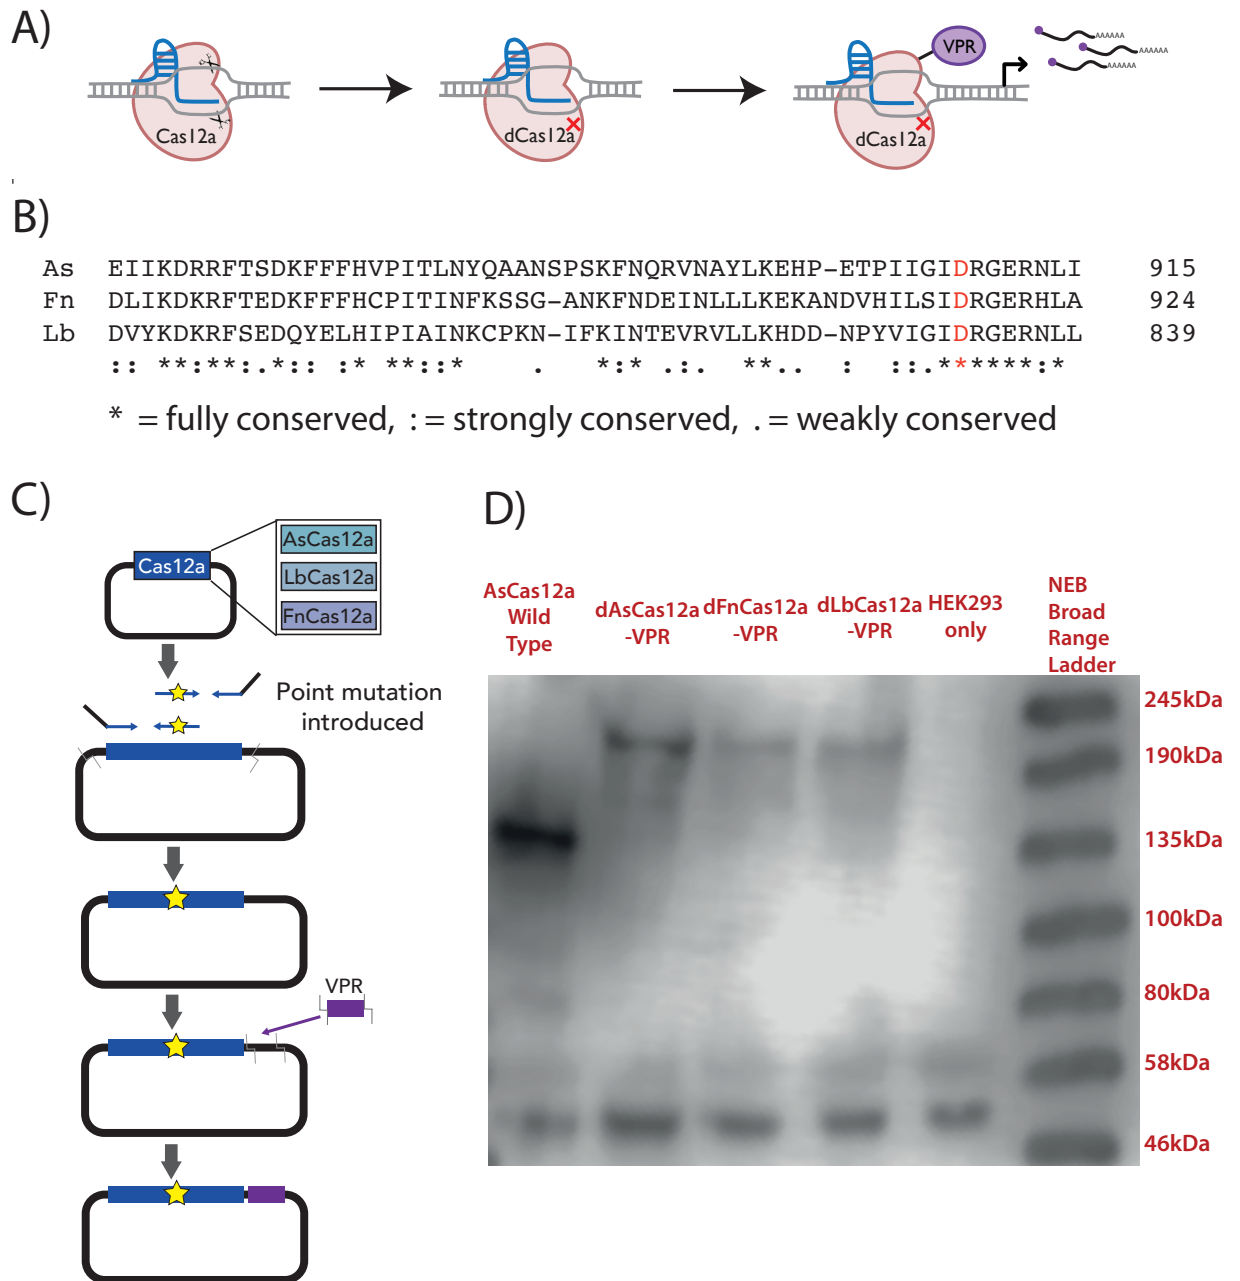 A)
Cas12a
dCas12a
VPR
dCas12a
AAAAAA
AAAAAA
AAAAAA
B)
As EIIKDRRFTSDKFFFHVPITLNYQAANSPSKFNQRVNAYLKEHP-ETPIIGIDRGERNLI 915
Fn DLIKDKRFTEDKFFFHCPITINFKSSG-ANKFNDEINLLLKEKANDVHILSIDRGERHLA 924
Lb DVYKDKRFSEDQYELHIPIAINKCPKN-IFKINTEVRVLLKHDD-NPYVIGIDRGERNLL 839
:: **:**:.*:: :* **::* . *:* .:. **.. : ::.********:*
* = fully conserved, : = strongly conserved, . = weakly conserved
C)
Cas12a
AsCas12a
LbCas12a
FnCas12a
Point mutation
introduced
VPR
D)
AsCas12a
Wild
Type
dAsCas12a
-VPR
dFnCas12a
-VPR
dLbCas12a
-VPR
HEK293
only
NEB
Broad
Range
Ladder
245kDa
190kDa
135kDa
100kDa
80kDa
58kDa
46kDa